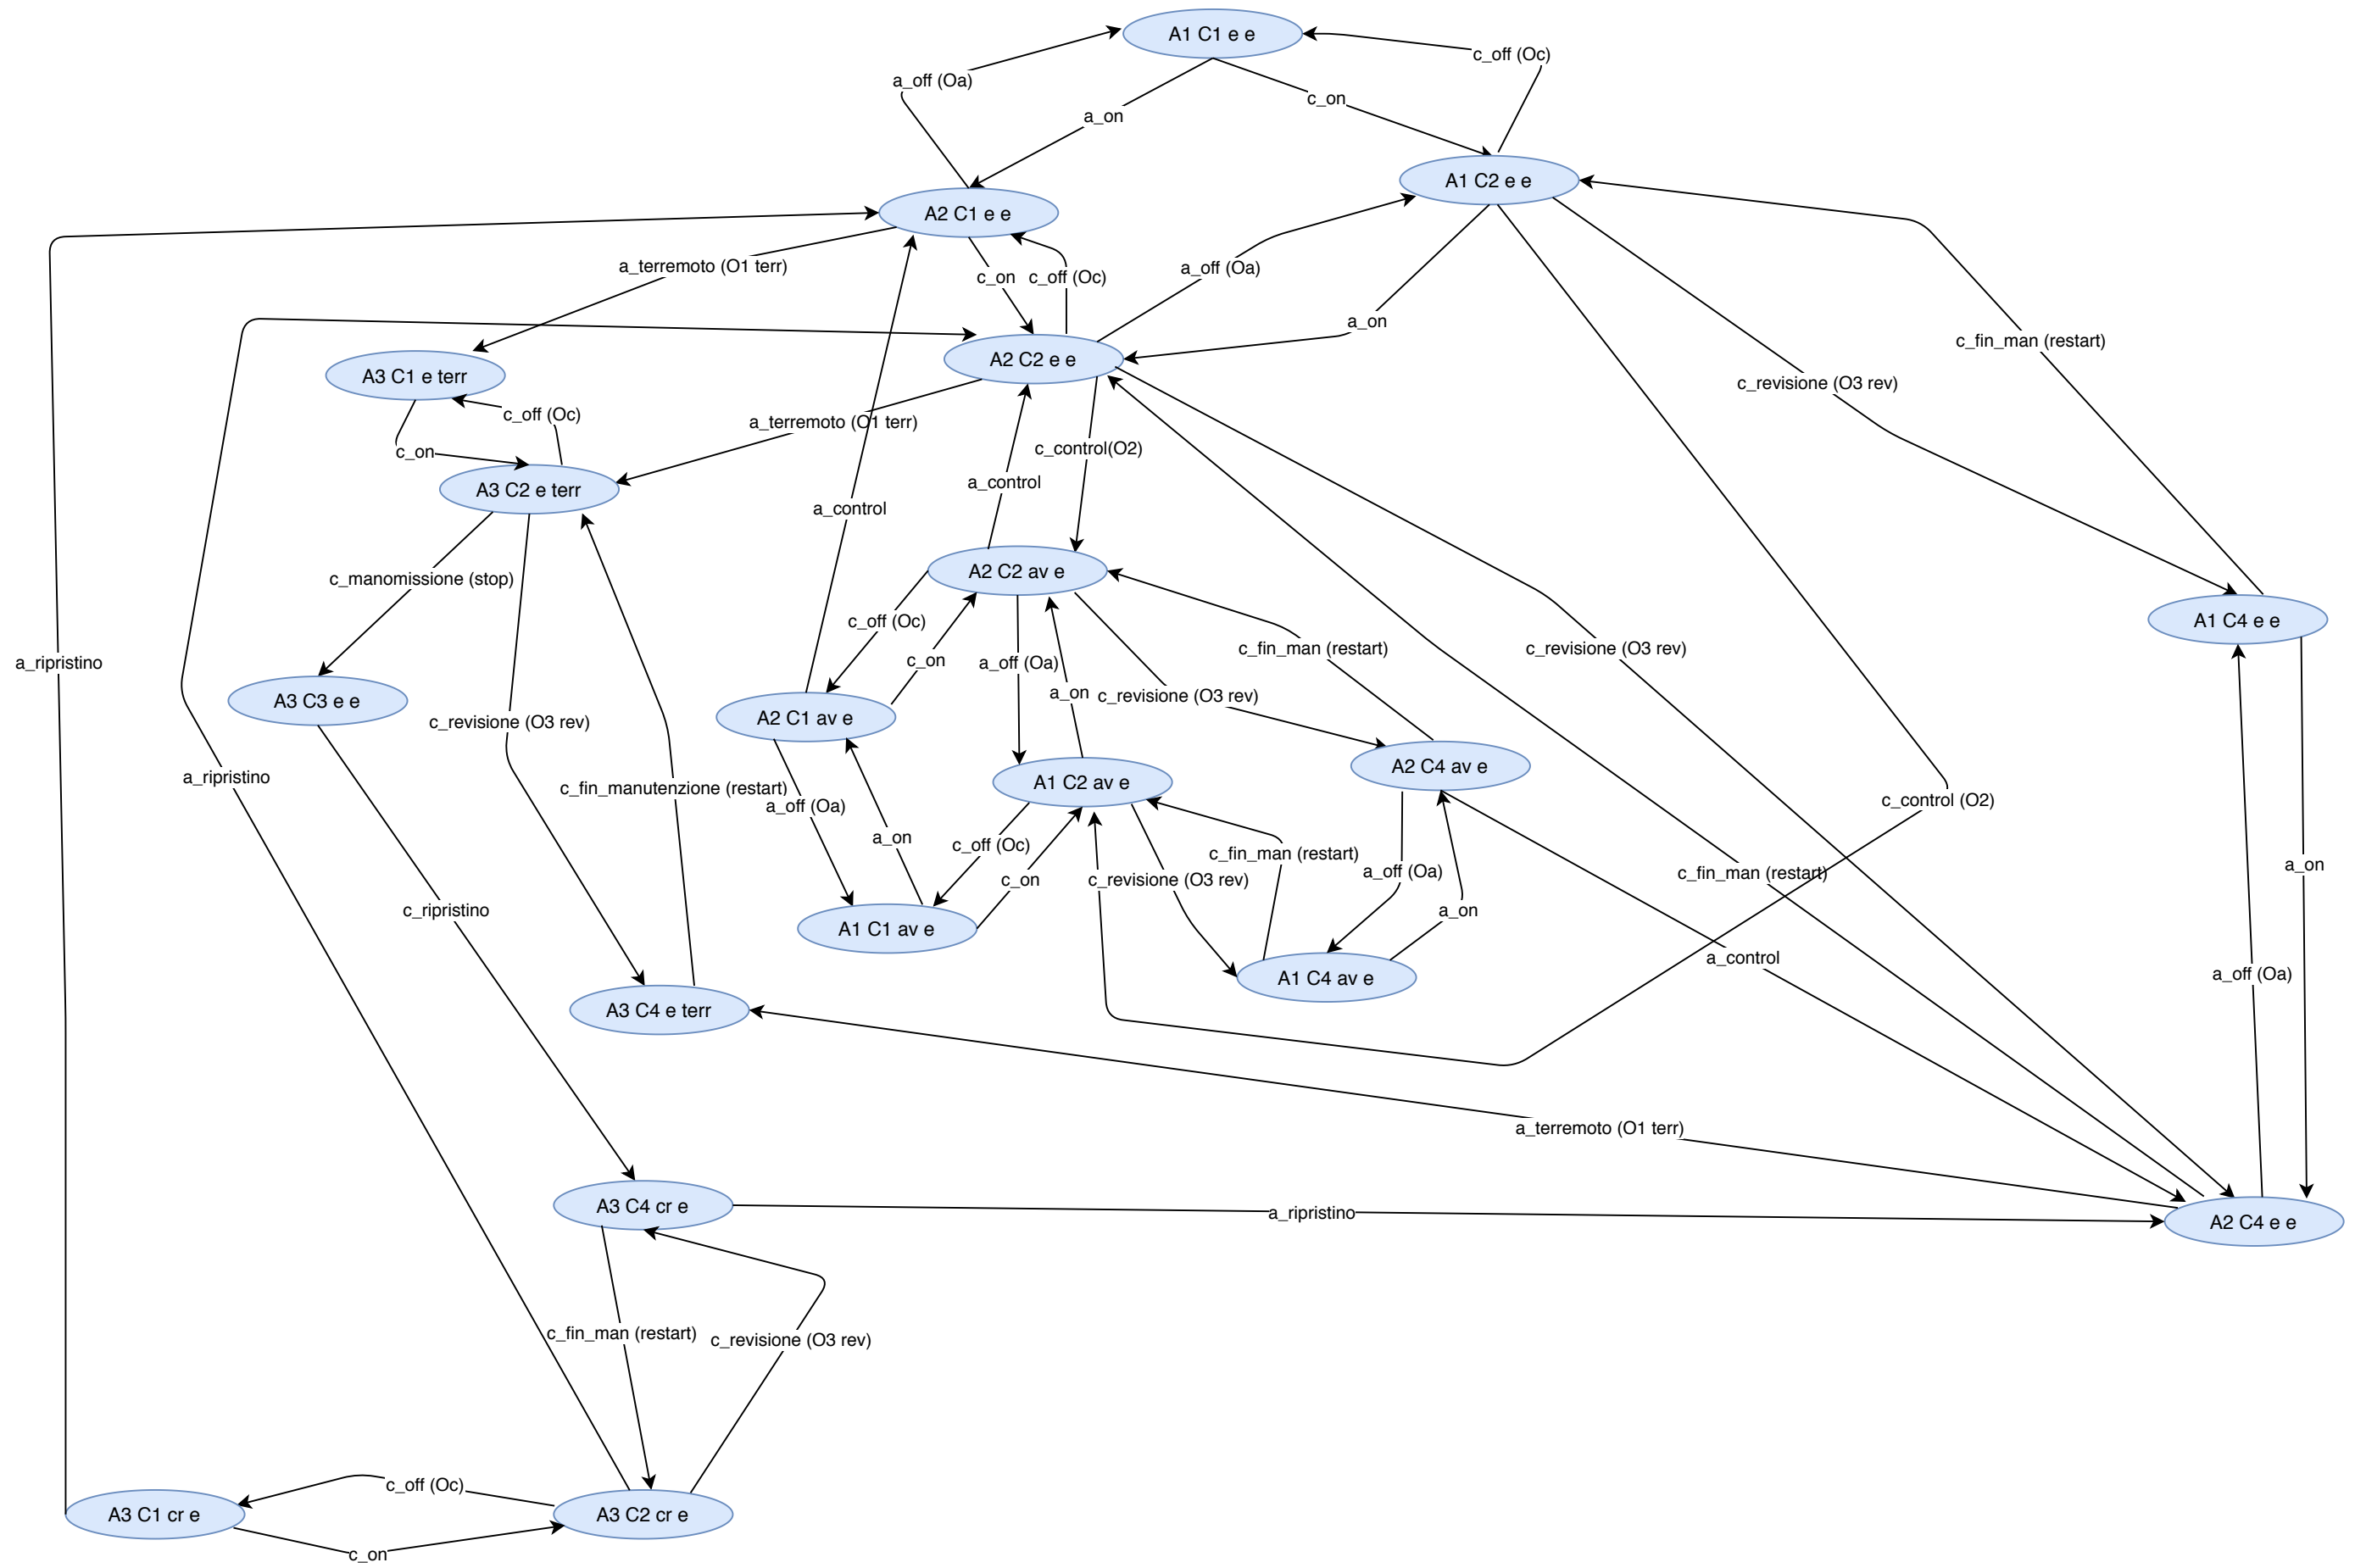 A1 C1 e e
c_off (Oc)
a_off (Oa)
c_on
a_on
A1 C2 e e
A2 C1 e e
a_terremoto (O1 terr)
c_on
c_off (Oc)
a_off (Oa)
a_on
c_fin_man (restart)
A2 C2 e e
A3 C1 e terr
c_revisione (O3 rev)
c_off (Oc)
a_terremoto (O1 terr)
c_on
c_control(O2)
a_control
A3 C2 e terr
a_control
A2 C2 av e
c_manomissione (stop)
c_off (Oc)
A1 C4 e e
c_fin_man (restart)
c_revisione (O3 rev)
a_ripristino
c_on
a_off (Oa)
a_on
c_revisione (O3 rev)
A3 C3 e e
A2 C1 av e
c_revisione (O3 rev)
A2 C4 av e
a_ripristino
A1 C2 av e
c_fin_manutenzione (restart)
a_off (Oa)
c_control (O2)
a_on
c_off (Oc)
c_fin_man (restart)
a_on
a_off (Oa)
c_fin_man (restart)
c_on
c_revisione (O3 rev)
c_ripristino
a_on
A1 C1 av e
a_control
a_off (Oa)
A1 C4 av e
A3 C4 e terr
a_terremoto (O1 terr)
A3 C4 cr e
a_ripristino
A2 C4 e e
c_fin_man (restart)
c_revisione (O3 rev)
c_off (Oc)
A3 C1 cr e
A3 C2 cr e
c_on